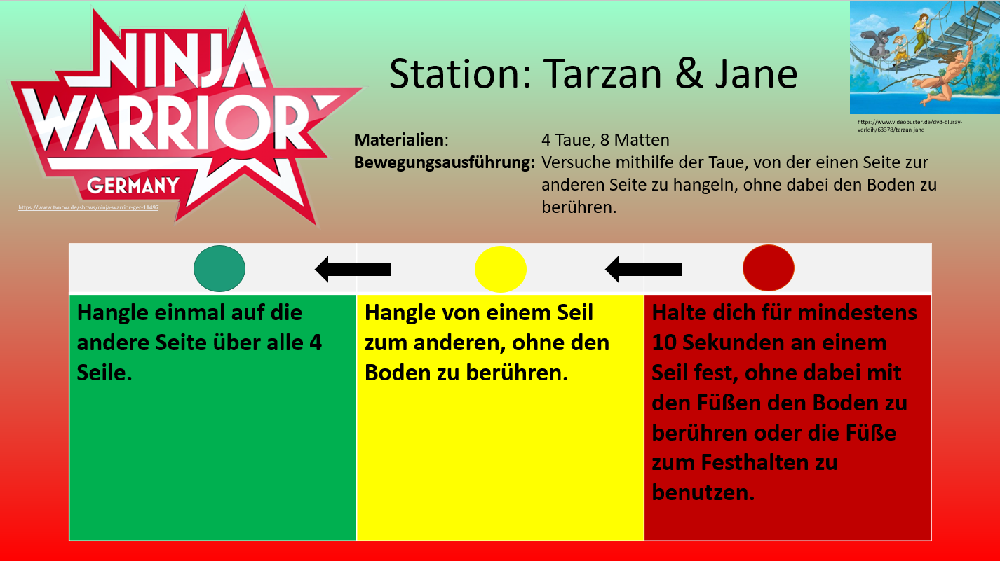 NINJA
WARRIOR
GERMANY
https://www.tvnow.de/shows/ninja-warrior-ger-11497
Station: Tarzan & Jane
https://www.videobuster.de/dvd-bluray-
verleih/63378/tarzan-jane
Materialien: 4 Taue, 8 Matten
Bewegungsausführung: Versuche mithilfe der Taue, von der einen Seite zur
anderen Seite zu hangeln, ohne dabei den Boden zu
berühren.
Hangle einmal auf die
andere Seite über alle 4
Seile.
Hangle von einem Seil
zum anderen, ohne den
Boden zu berühren.
Halte dich für mindestens
10 Sekunden an einem
Seil fest, ohne dabei mit
den Füßen den Boden zu
berühren oder die Füße
zum Festhalten zu
benutzen.